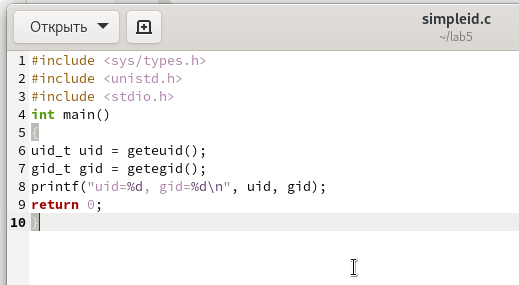 Открыть
simpleid.c
~/lab5
1 #include <sys/types.h>
2 #include <unistd.h>
3 #include <stdio.h>
4 int main()
5 {
6 uid_t uid = geteuid();
7 gid_t gid = getegid();
8 printf("uid=%d, gid=%d\n", uid, gid);
9 return 0;
10 }